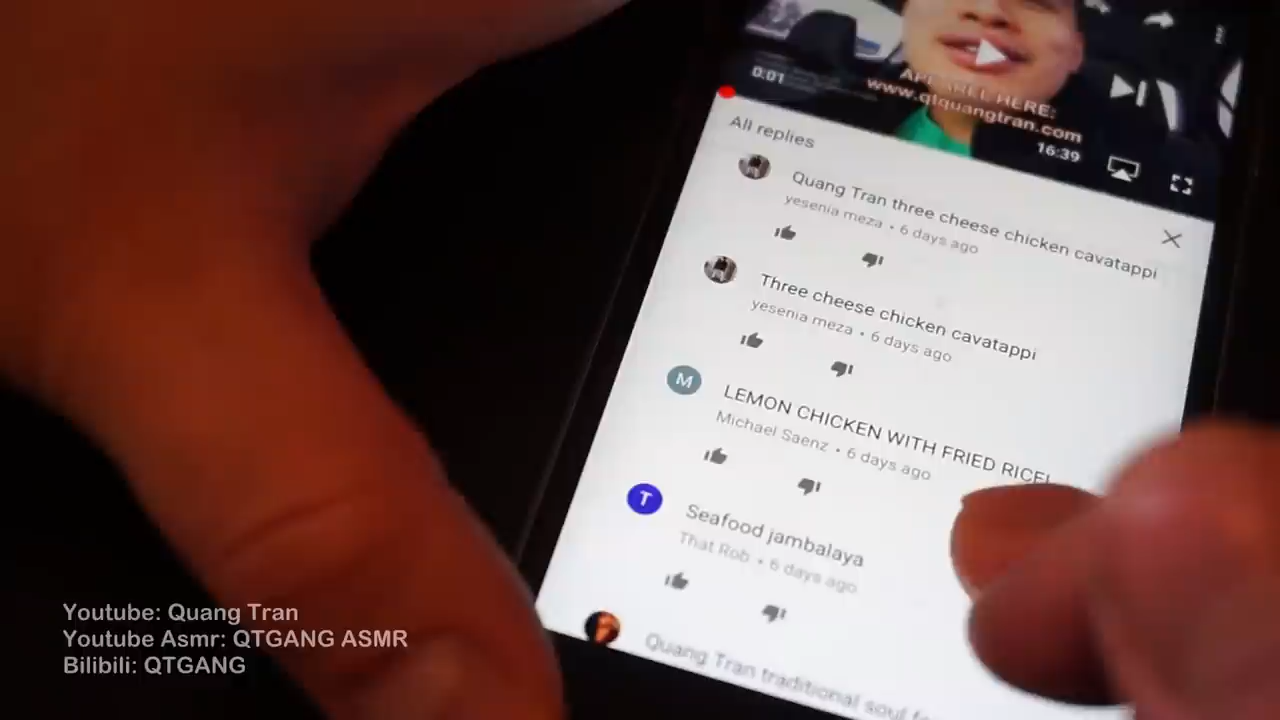 0:01
APPAREL HERE:
www.qtquangtran.com
16:39
All replies
Quang Tran three cheese chicken cavatappi
yesenia meza • 6 days ago
Three cheese chicken cavatappi
yesenia meza • 6 days ago
M
LEMON CHICKEN WITH FRIED RICE!
Michael Saenz • 6 days ago
T
Seafood jambalaya
That Rob • 6 days ago
Quang Tran traditional soul
Youtube: Quang Tran
Youtube Asmr: QTGANG ASMR
Bilibili: QTGANG